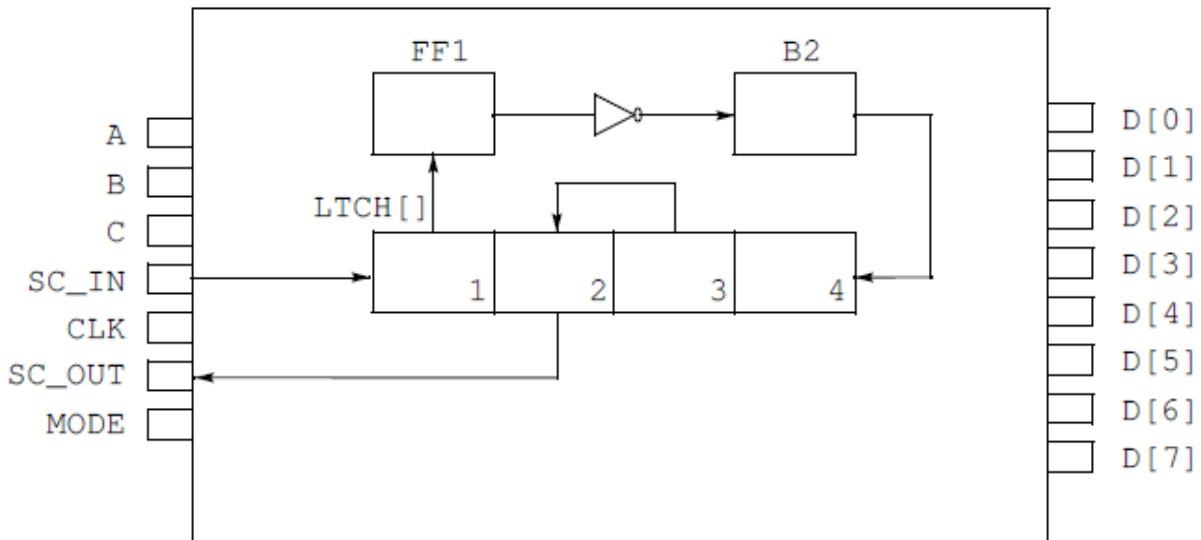 FF1
B2
A
B
C
SC_IN
CLK
SC_OUT
MODE
LTCH[]
1
2
3
4
D[0]
D[1]
D[2]
D[3]
D[4]
D[5]
D[6]
D[7]